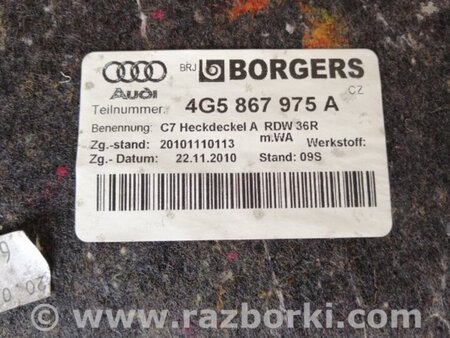 BRJ BORGERS
Audi CZ
Teilnummer: 4G5 867 975 A
Benennung: C7 Heckdeckel A RDW 36R
Zg.-stand: 20101110113 m.WA Werkstoff:
Zg.- Datum: 22.11.2010 Stand: 09S
© www.razborki.com